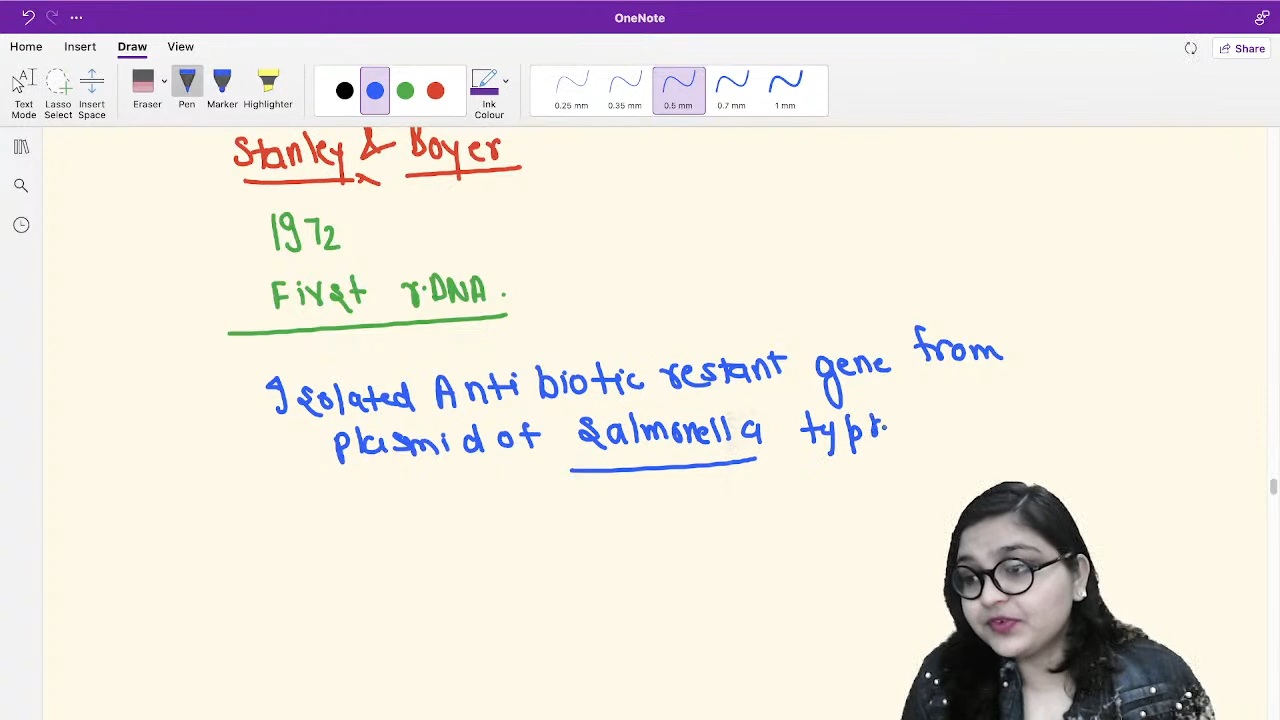 OneNote
Home Insert Draw View
Share
Text Mode Lasso Select Insert Space Eraser Pen Marker Highlighter Ink Colour 0.25 mm 0.35 mm 0.5 mm 0.7 mm 1 mm
Stanley & Boyer
1972
First r.DNA.
Isolated Antibiotic restant gene from
plasmid of Salmonella